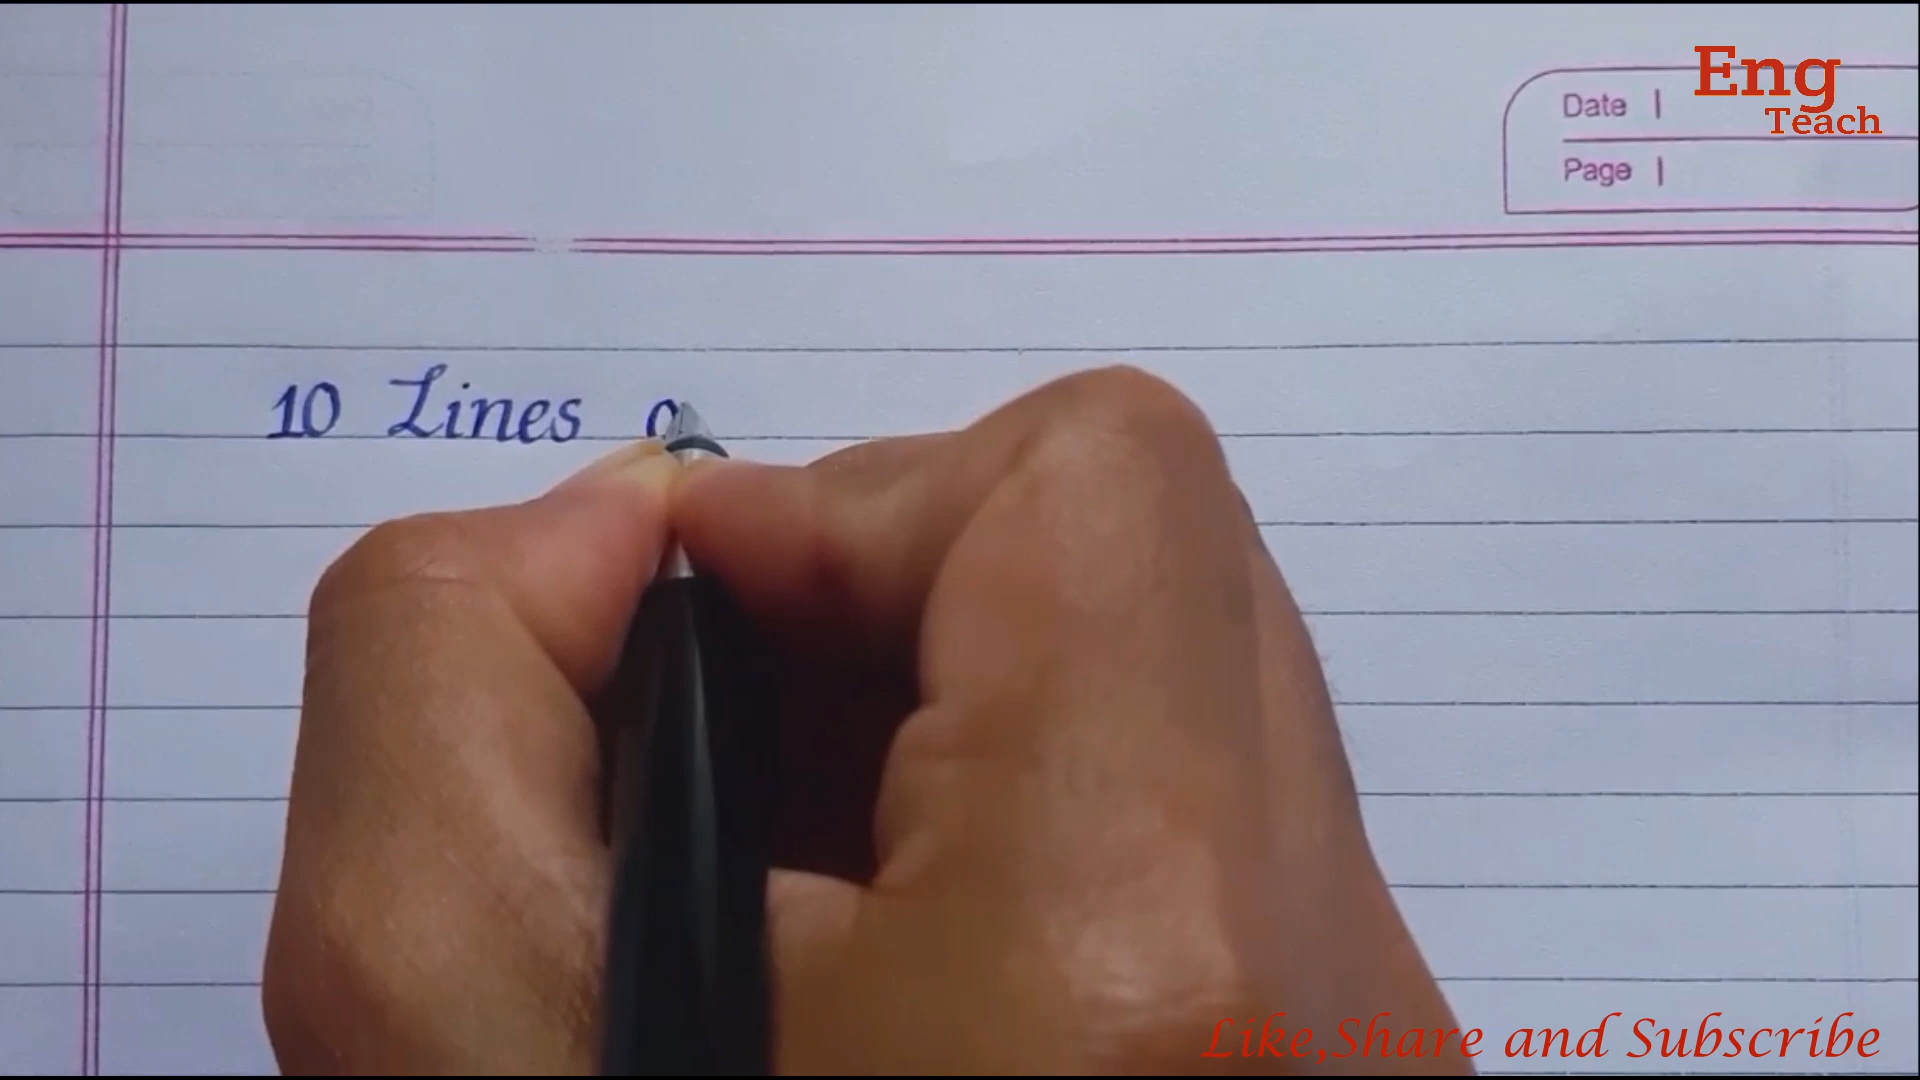 Eng
Teach
Date |
Page |
10 Lines o
Like,Share and Subscribe